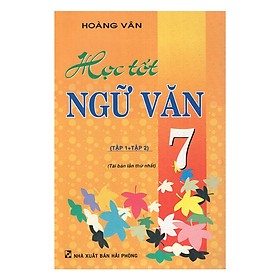 HOÀNG VÂN
Học tốt
NGỮ VĂN
7
(TẬP 1+TẬP 2)
(Tái bản lần thứ nhất)
NHÀ XUẤT BẢN HẢI PHÒNG